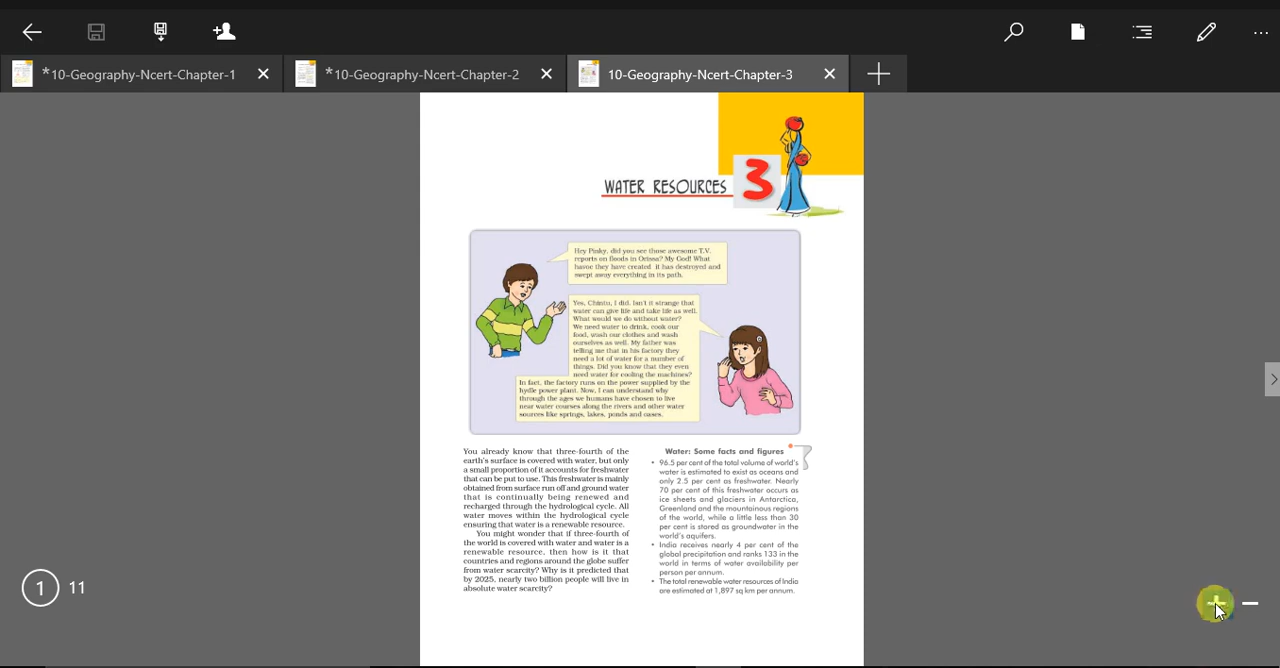 *10-Geography-Ncert-Chapter-1
*10-Geography-Ncert-Chapter-2
10-Geography-Ncert-Chapter-3
WATER RESOURCES 3
Hey Pinky, did you see those awesome T.V.
reports on floods in Orissa? My God! What
havoc they have created it has destroyed and
swept away everything in its path.
Yes, Chintu, I did. Isn't it strange that
water can give life and take life as well.
What would we do without water?
We need water to drink, cook our
food, wash our clothes and wash
ourselves as well. My father was
telling me that in his factory they
need a lot of water for a number of
things. Did you know that they even
need water for cooling the machines?
In fact, the factory runs on the power supplied by the
hydle power plant. Now, I can understand why
through the ages we humans have chosen to live
near water courses along the rivers and other water
sources like springs, lakes, ponds and oases.
You already know that three-fourth of the
earth's surface is covered with water, but only
a small proportion of it accounts for freshwater
that can be put to use. This freshwater is mainly
obtained from surface run off and ground water
that is continually being renewed and
recharged through the hydrological cycle. All
water moves within the hydrological cycle
ensuring that water is a renewable resource.
You might wonder that if three-fourth of
the world is covered with water and water is a
renewable resource, then how is it that
countries and regions around the globe suffer
from water scarcity? Why is it predicted that
by 2025, nearly two billion people will live in
absolute water scarcity?
Water: Some facts and figures
• 96.5 per cent of the total volume of world's
water is estimated to exist as oceans and
only 2.5 per cent as freshwater. Nearly
70 per cent of this freshwater occurs as
ice sheets and glaciers in Antarctica,
Greenland and the mountainous regions
of the world, while a little less than 30
per cent is stored as groundwater in the
world's aquifers.
• India receives nearly 4 per cent of the
global precipitation and ranks 133 in the
world in terms of water availability per
person per annum.
• The total renewable water resources of India
are estimated at 1,897 sq km per annum.
1 11